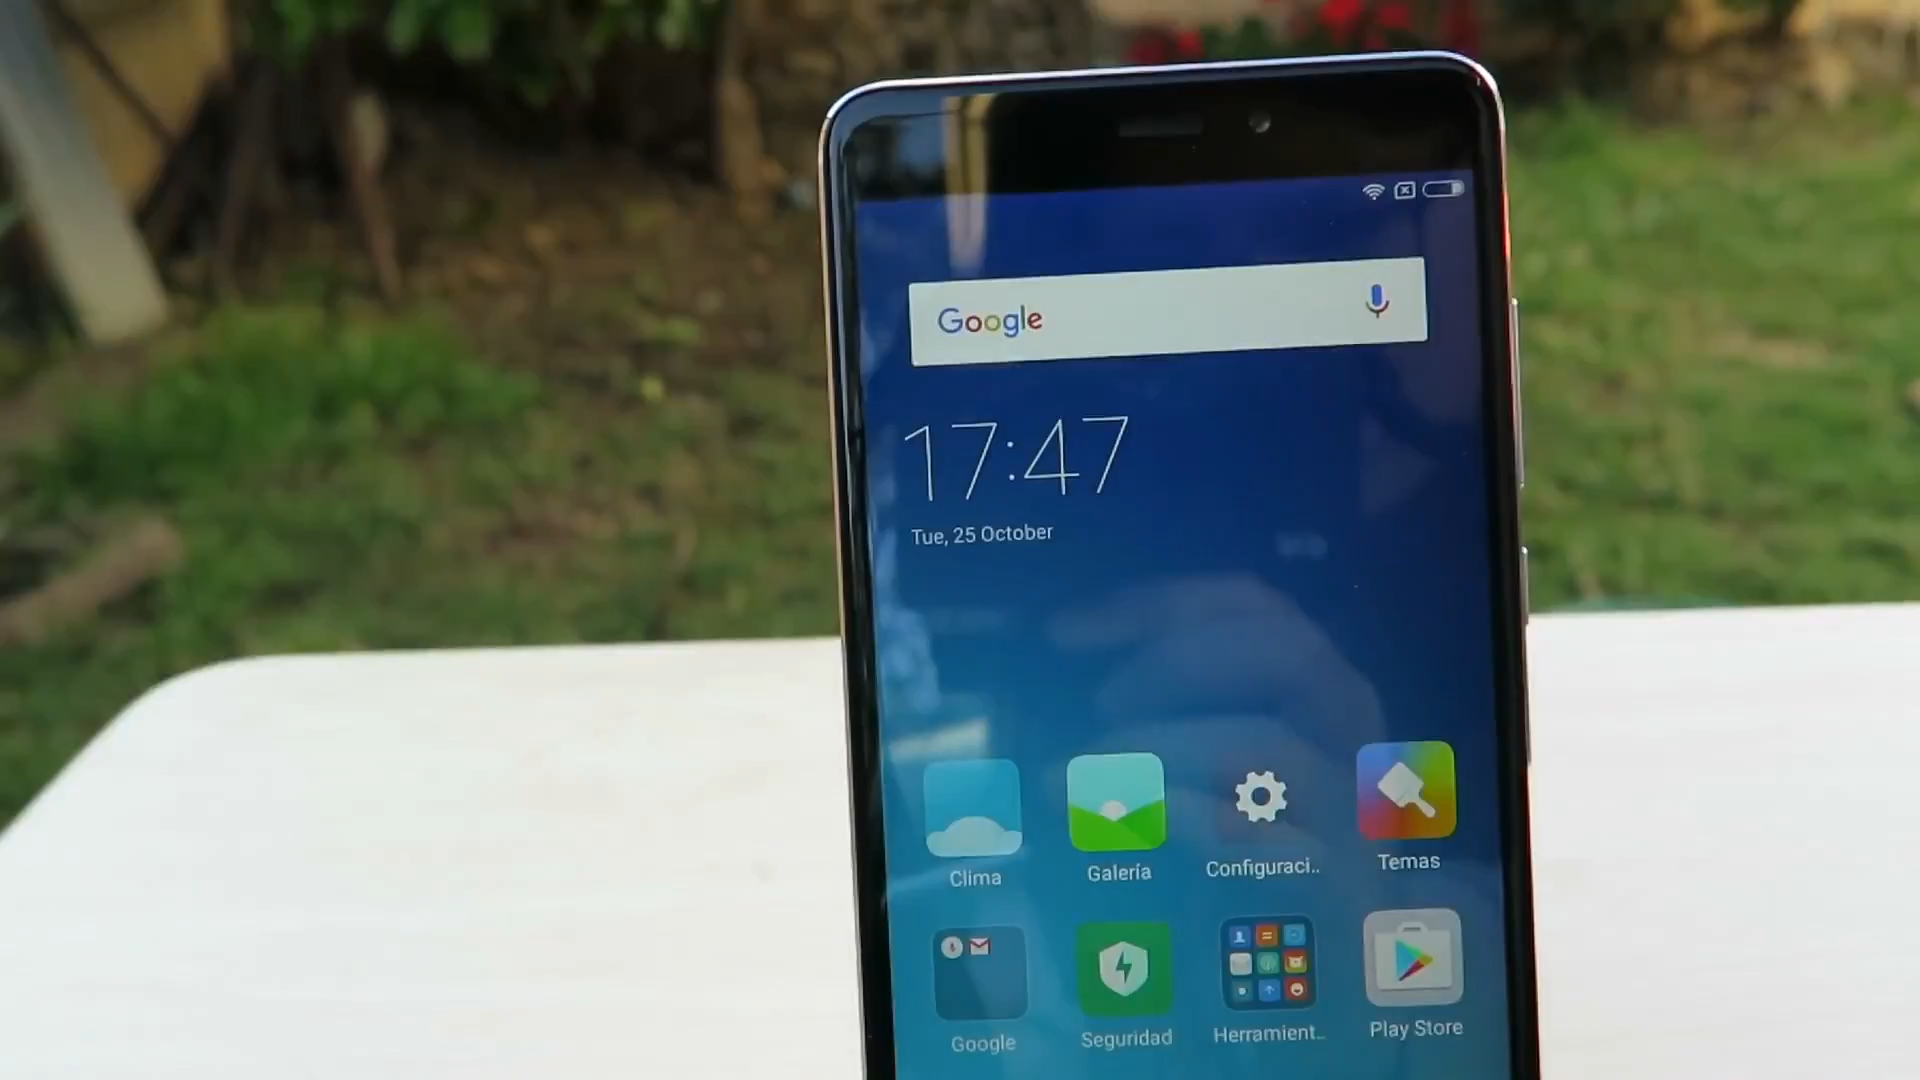 Google
17:47
Tue, 25 October
Clima
Galería
Configuraci..
Temas
Google
Seguridad
Herramient..
Play Store